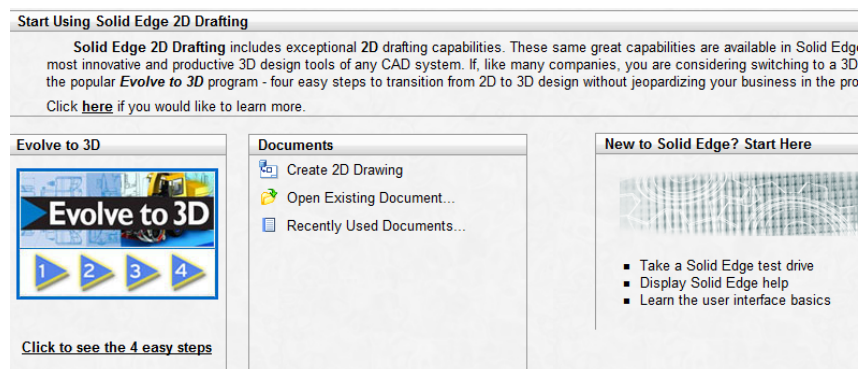 Start Using Solid Edge 2D Drafting
Solid Edge 2D Drafting includes exceptional 2D drafting capabilities. These same great capabilities are available in Solid Edge
most innovative and productive 3D design tools of any CAD system. If, like many companies, you are considering switching to a 3D
the popular Evolve to 3D program - four easy steps to transition from 2D to 3D design without jeopardizing your business in the pro
Click here if you would like to learn more.
Evolve to 3D
Evolve to 3D
1 2 3 4
Click to see the 4 easy steps
Documents
Create 2D Drawing
Open Existing Document...
Recently Used Documents...
New to Solid Edge? Start Here
Take a Solid Edge test drive
Display Solid Edge help
Learn the user interface basics